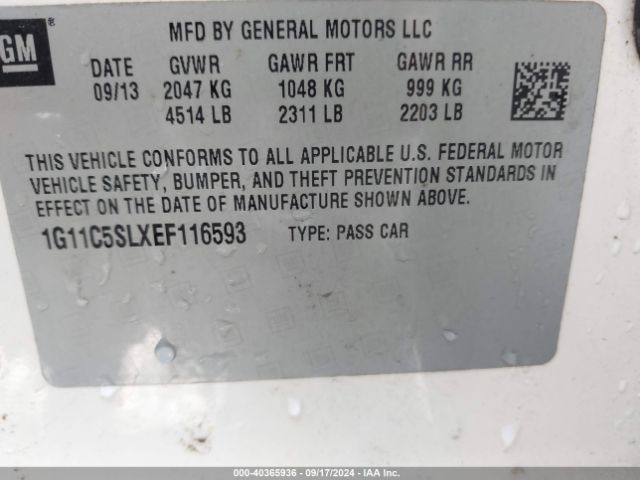 GM®
MFD BY GENERAL MOTORS LLC
DATE GVWR GAWR FRT GAWR RR
09/13 2047 KG 1048 KG 999 KG
4514 LB 2311 LB 2203 LB
THIS VEHICLE CONFORMS TO ALL APPLICABLE U.S. FEDERAL MOTOR
VEHICLE SAFETY, BUMPER, AND THEFT PREVENTION STANDARDS IN
EFFECT ON THE DATE OF MANUFACTURE SHOWN ABOVE.
1G11C5SLXEF116593 TYPE: PASS CAR
000-40365936 - 09/17/2024 - IAA Inc. Copart